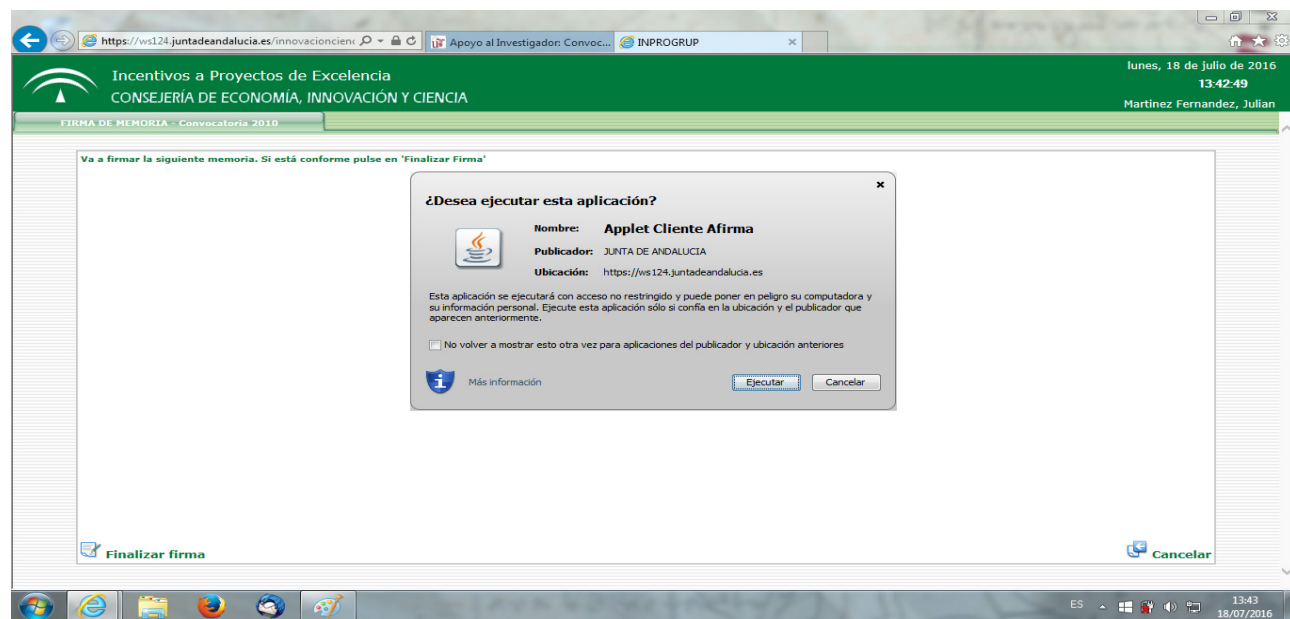 https://ws124.juntadeandalucia.es/innovacioncienc
Apoyo al Investigador: Convoc...
INPROGRUP
Incentivos a Proyectos de Excelencia
CONSEJERÍA DE ECONOMÍA, INNOVACIÓN Y CIENCIA
lunes, 18 de julio de 2016
13:42:49
Martinez Fernandez, Julian
FIRMA DE MEMORIA - Convocatoria 2010
Va a firmar la siguiente memoria. Si está conforme pulse en 'Finalizar Firma'
¿Desea ejecutar esta aplicación?
Nombre: Applet Cliente Afirma
Publicador: JUNTA DE ANDALUCIA
Ubicación: https://ws124.juntadeandalucia.es
Esta aplicación se ejecutará con acceso no restringido y puede poner en peligro su computadora y
su información personal. Ejecute esta aplicación sólo si confía en la ubicación y el publicador que
aparecen anteriormente.
No volver a mostrar esto otra vez para aplicaciones del publicador y ubicación anteriores
Más información
Ejecutar
Cancelar
Finalizar firma
Cancelar
ES
13:43
18/07/2016